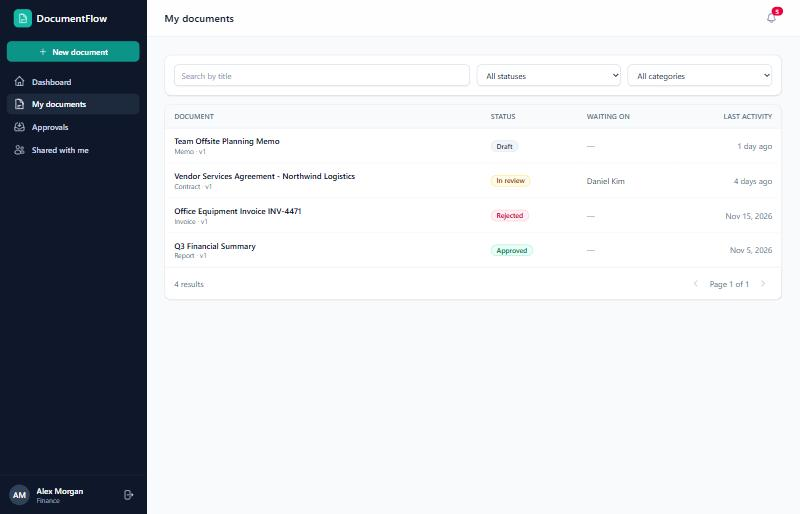 DocumentFlow
+ New document
Dashboard
My documents
Approvals
Shared with me
AM
Alex Morgan
Finance
My documents
5
Search by title
All statuses
All categories
DOCUMENT STATUS WAITING ON LAST ACTIVITY
Team Offsite Planning Memo
Memo · v1
Draft — 1 day ago
Vendor Services Agreement - Northwind Logistics
Contract · v1
In review Daniel Kim 4 days ago
Office Equipment Invoice INV-4471
Invoice · v1
Rejected — Nov 15, 2026
Q3 Financial Summary
Report · v1
Approved — Nov 5, 2026
4 results
Page 1 of 1